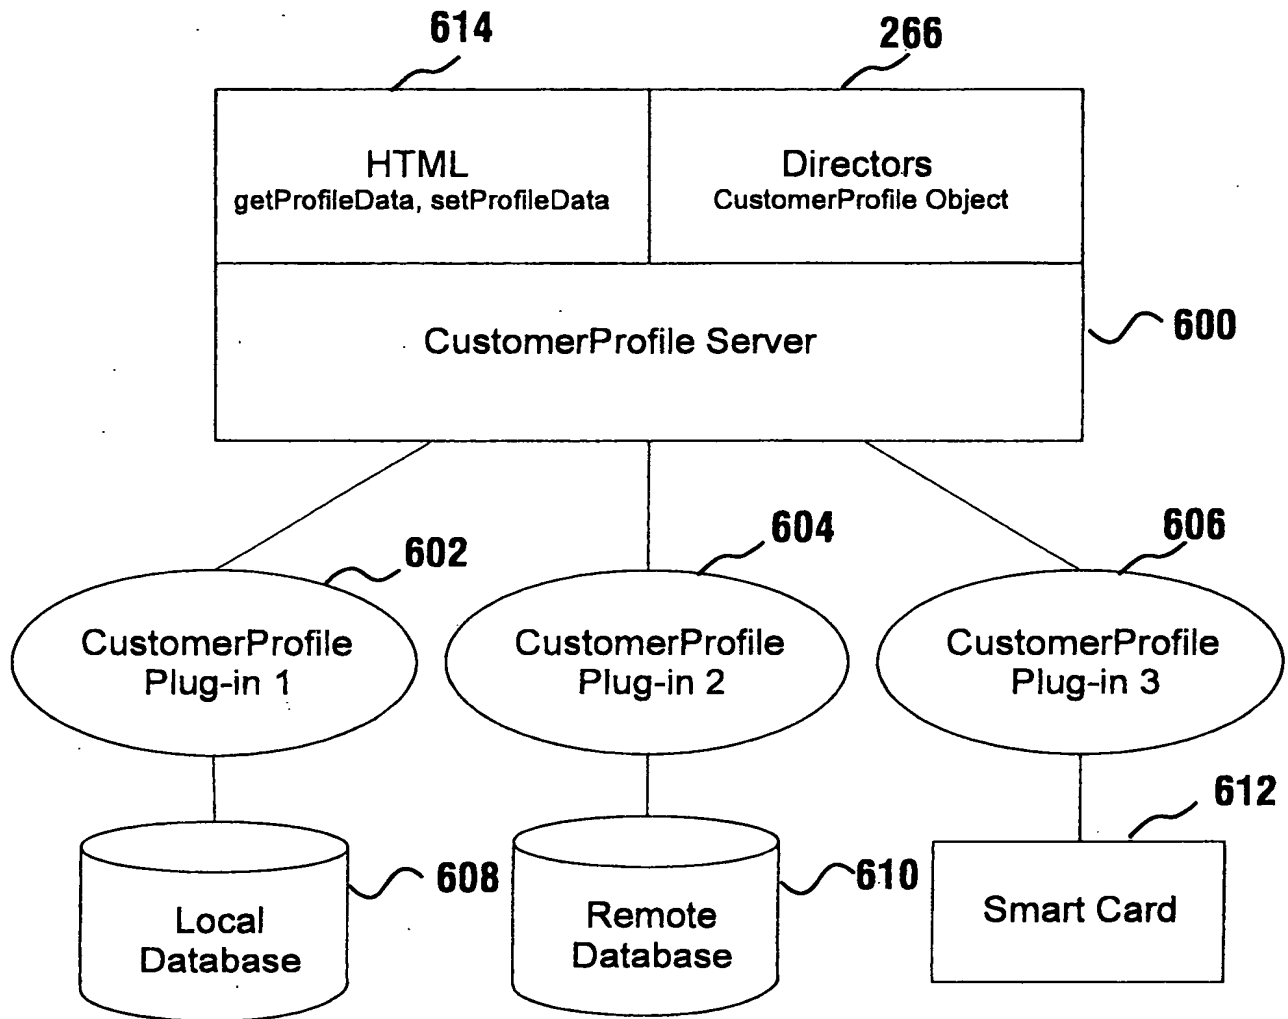 614
266
HTML
getProfileData, setProfileData
Directors
CustomerProfile Object
CustomerProfile Server
600
602
604
606
CustomerProfile
Plug-in 1
CustomerProfile
Plug-in 2
CustomerProfile
Plug-in 3
608
610
612
Local
Database
Remote
Database
Smart Card